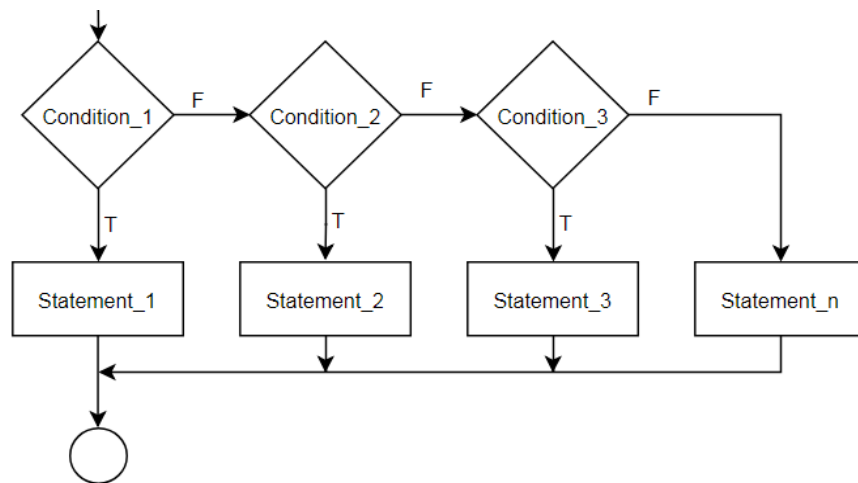 F
F
F
Condition_1
Condition_2
Condition_3
T
T
T
Statement_1
Statement_2
Statement_3
Statement_n